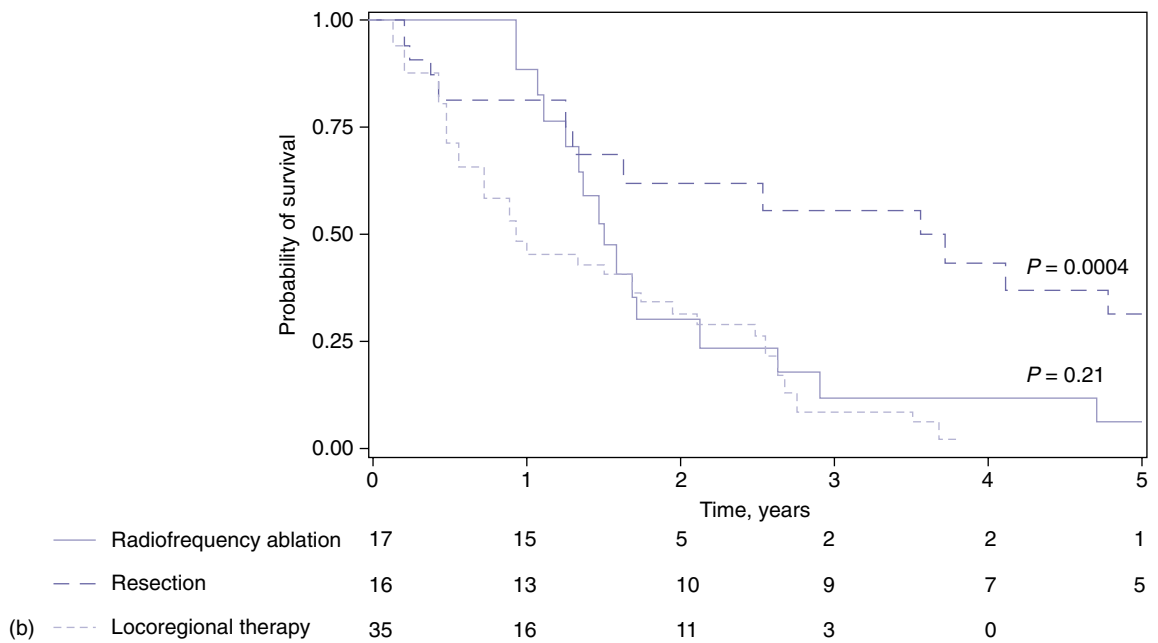 1.00
0.75
0.50
0.25
0.00
Probability of survival
P = 0.0004
P = 0.21
0 1 2 3 4 5
Time, years
Radiofrequency ablation 17 15 5 2 2 1
Resection 16 13 10 9 7 5
(b) Locoregional therapy 35 16 11 3 0